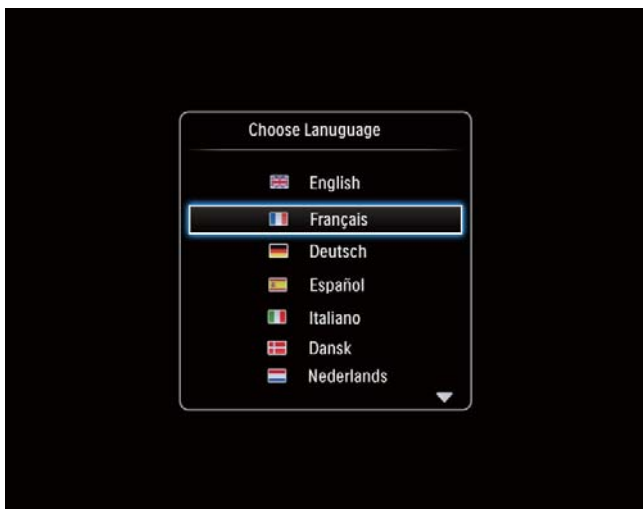 Choose Lanuguage
English
Français
Deutsch
Español
Italiano
Dansk
Nederlands